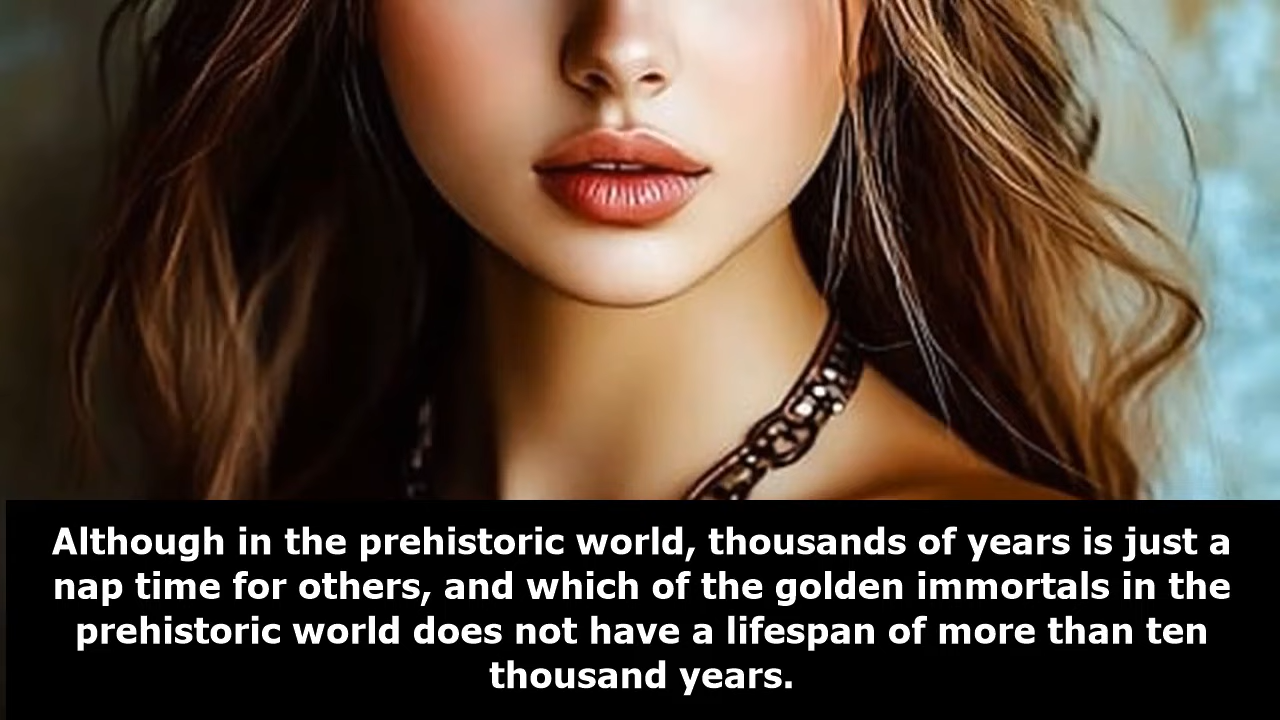 Although in the prehistoric world, thousands of years is just a
nap time for others, and which of the golden immortals in the
prehistoric world does not have a lifespan of more than ten
thousand years.